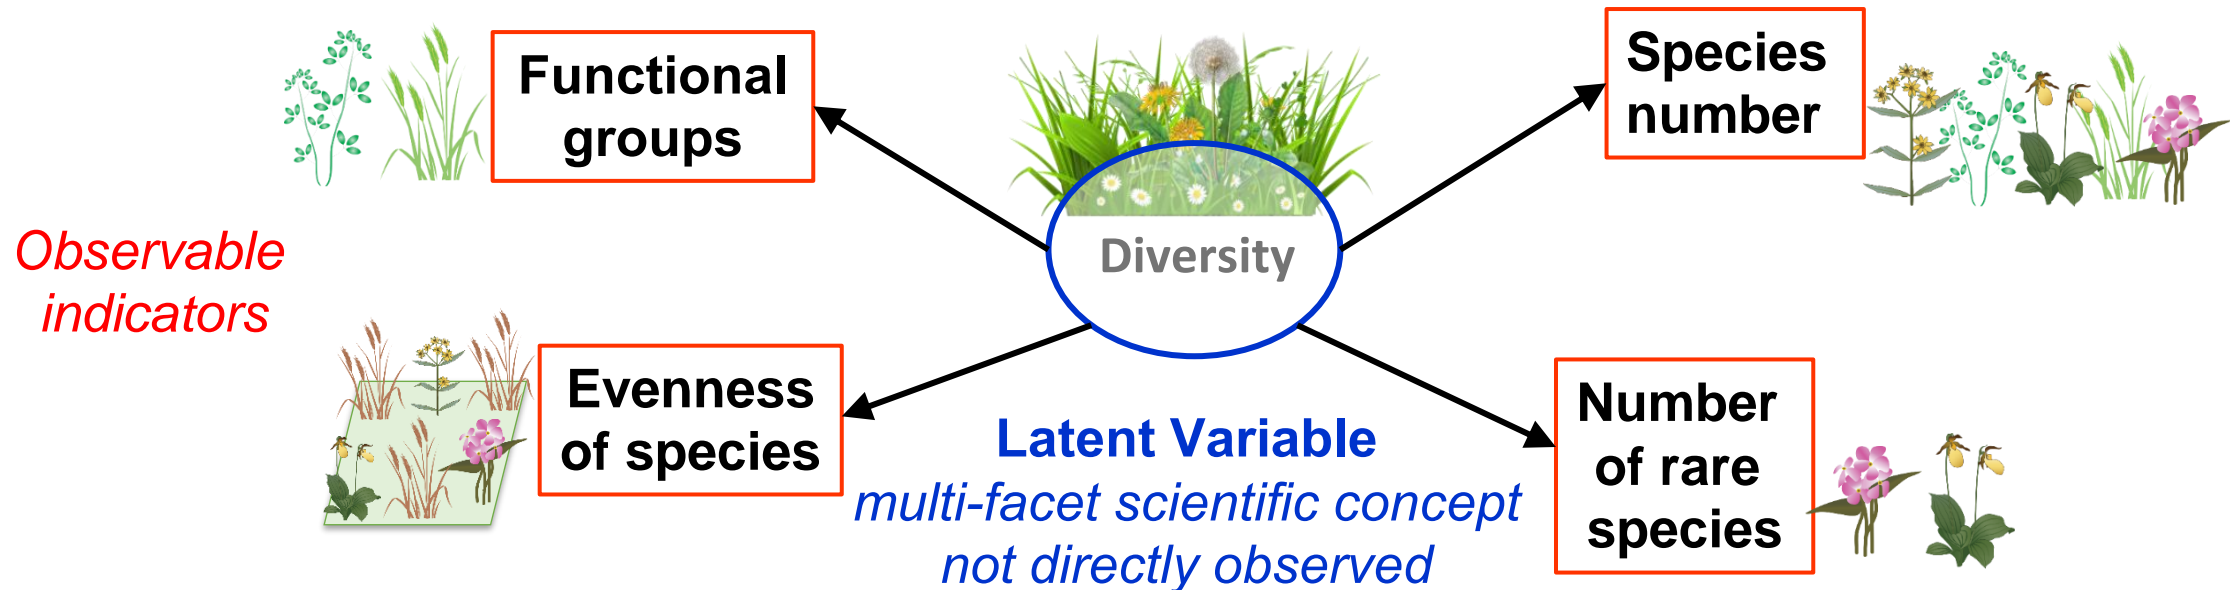 Functional
groups
Species
number
Observable
indicators
Diversity
Evenness
of species
Latent Variable
multi-facet scientific concept
not directly observed
Number
of rare
species